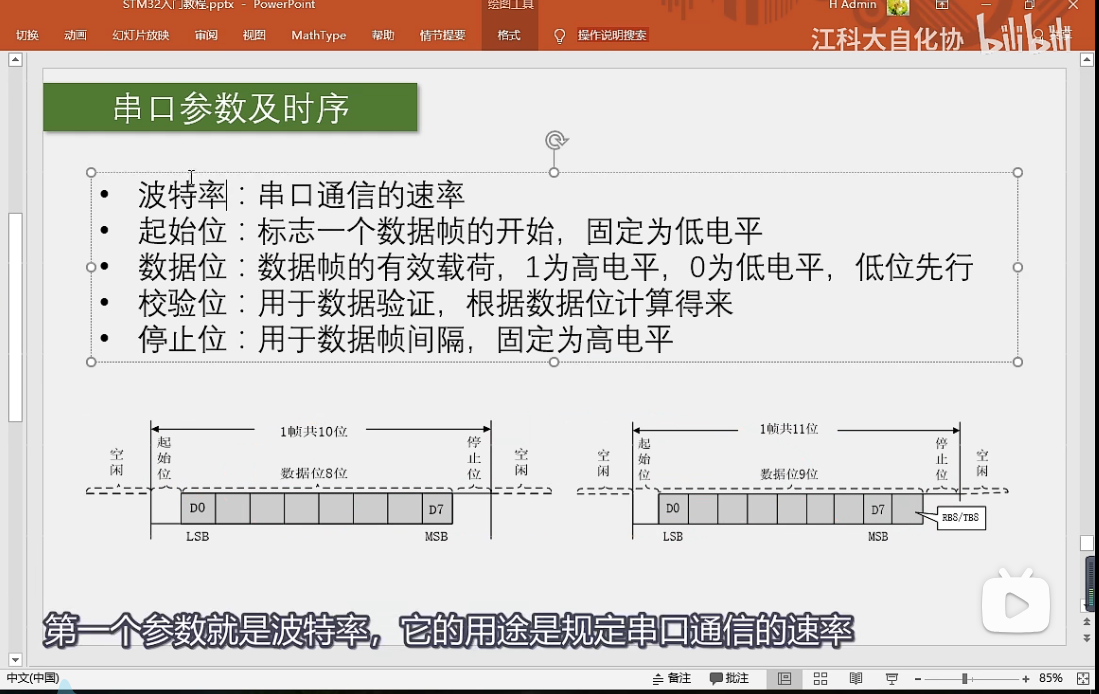 STM32入门教程.pptx - PowerPoint
绘图工具
H Admin
切换 动画 幻灯片放映 审阅 视图 MathType 帮助 情节提要 格式 操作说明搜索
江科大自化协 bilibili
串口参数及时序
• 波特率：串口通信的速率
• 起始位：标志一个数据帧的开始，固定为低电平
• 数据位：数据帧的有效载荷，1为高电平，0为低电平，低位先行
• 校验位：用于数据验证，根据数据位计算得来
• 停止位：用于数据帧间隔，固定为高电平
1帧共10位
空闲
起始位
数据位8位
停止位
空闲
D0 D7
LSB MSB
1帧共11位
空闲
起始位
数据位9位
停止位
空闲
D0 D7
RB8/TB8
LSB MSB
第一个参数就是波特率，它的用途是规定串口通信的速率
中文(中国) 备注 批注 85%